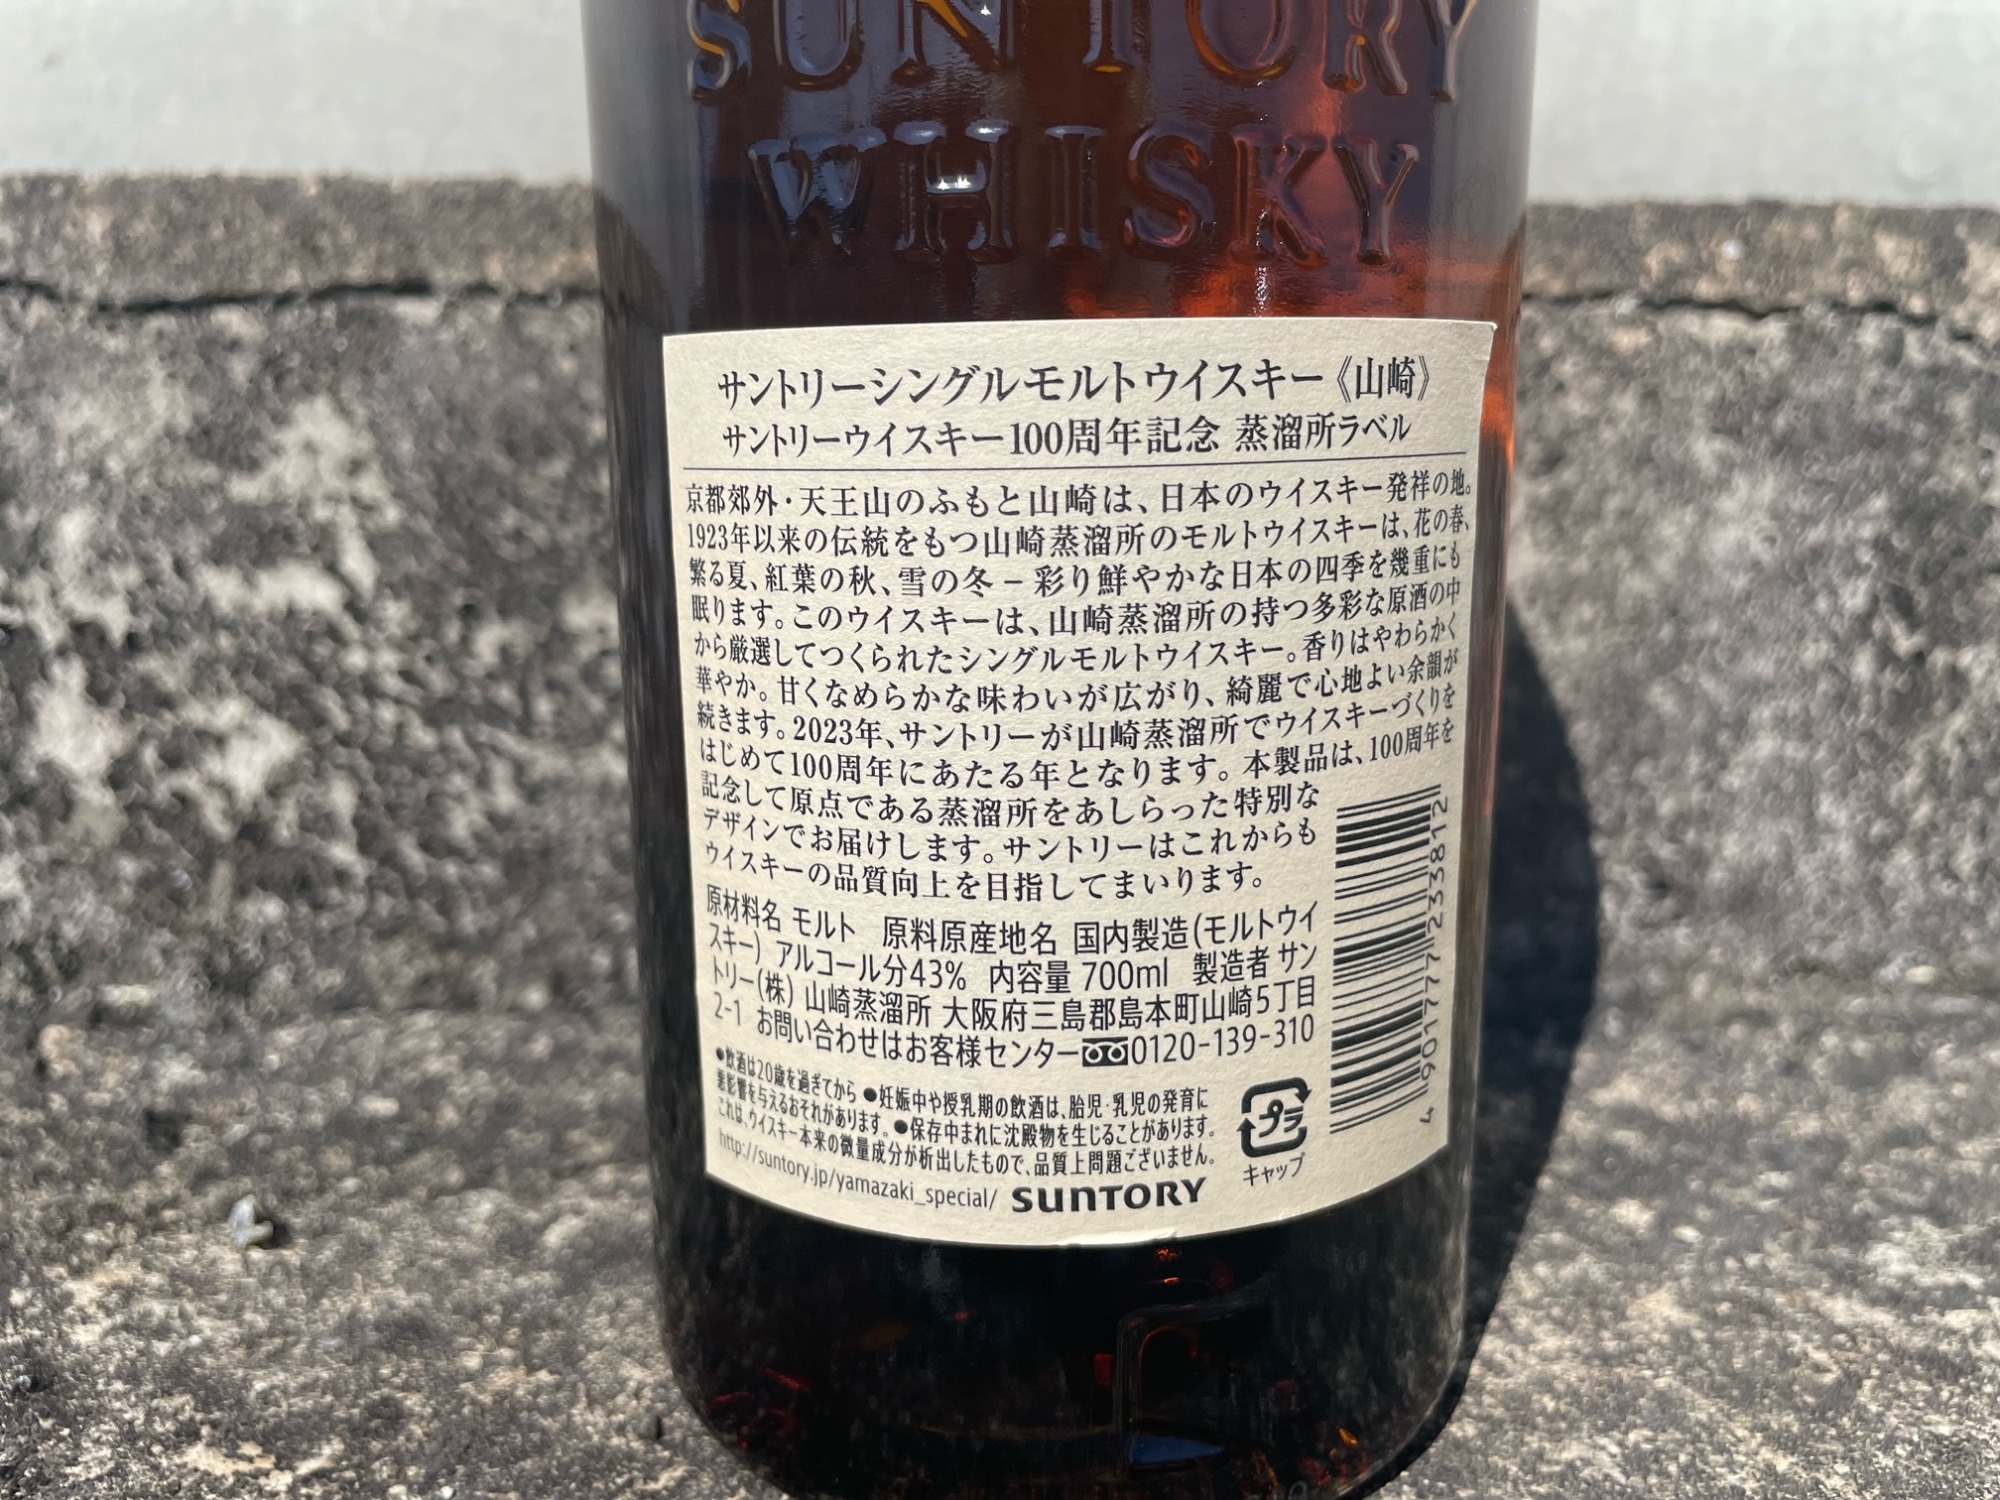 SUNTORY
WHISKY
サントリーシングルモルトウイスキー《山崎》
サントリーウイスキー100周年記念 蒸溜所ラベル
京都郊外・天王山のふもと山崎は、日本のウイスキー発祥の地。
1923年以来の伝統をもつ山崎蒸溜所のモルトウイスキーは、花の春、
繁る夏、紅葉の秋、雪の冬－彩り鮮やかな日本の四季を幾重にも
眠ります。このウイスキーは、山崎蒸溜所の持つ多彩な原酒の中
から厳選してつくられたシングルモルトウイスキー。香りはやわらかく
華やか。甘くなめらかな味わいが広がり、綺麗で心地よい余韻が
続きます。2023年、サントリーが山崎蒸溜所でウイスキーづくりを
はじめて100周年にあたる年となります。本製品は、100周年を
記念して原点である蒸溜所をあしらった特別な
デザインでお届けします。サントリーはこれからも
ウイスキーの品質向上を目指してまいります。
原材料名 モルト 原料原産地名 国内製造(モルトウイ
スキー) アルコール分43% 内容量 700ml 製造者 サン
トリー(株) 山崎蒸溜所 大阪府三島郡島本町山崎5丁目
2-1 お問い合わせはお客様センター0120-139-310
●飲酒は20歳を過ぎてから ●妊娠中や授乳期の飲酒は、胎児・乳児の発育に
悪影響を与えるおそれがあります。●保存中まれに沈殿物を生じることがあります。
これは、ウイスキー本来の微量成分が析出したもので、品質上問題ございません。
http://suntory.jp/yamazaki_special/ SUNTORY
プラ
キャップ
4 901777 233812